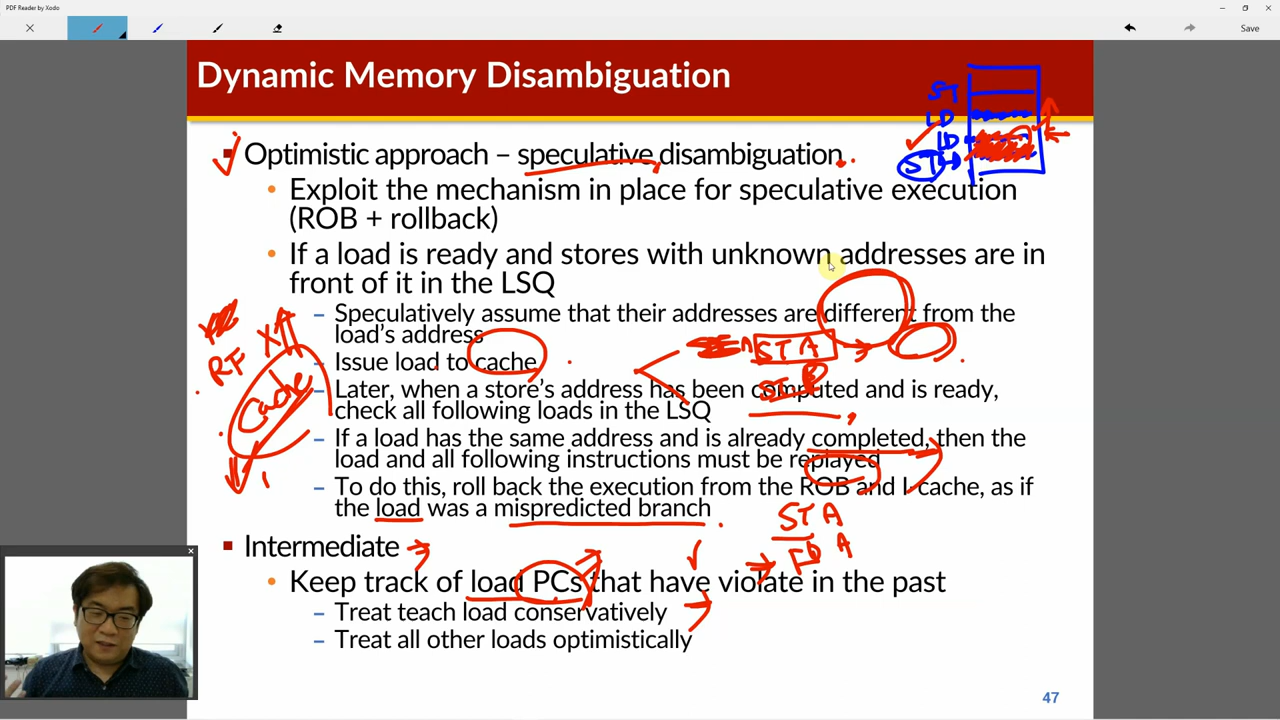 PDF Reader by Xodo
Save
Dynamic Memory Disambiguation
ST
LD
LD
ST
Optimistic approach – speculative disambiguation
Exploit the mechanism in place for speculative execution
(ROB + rollback)
If a load is ready and stores with unknown addresses are in
front of it in the LSQ
– Speculatively assume that their addresses are different from the
load's address
– Issue load to cache
– Later, when a store's address has been computed and is ready,
check all following loads in the LSQ
– If a load has the same address and is already completed, then the
load and all following instructions must be replayed
– To do this, roll back the execution from the ROB and I-cache, as if
the load was a mispredicted branch
RF
Cache
STA
ST A
Intermediate
Keep track of load PCs that have violate in the past
– Treat teach load conservatively
– Treat all other loads optimistically
47